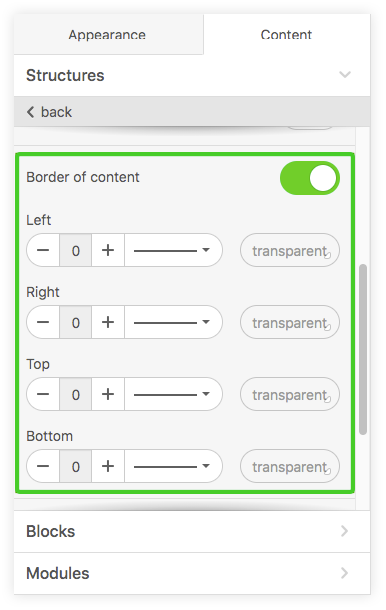 Appearance Content
Structures
back
Border of content
Left
0 transparent
Right
0 transparent
Top
0 transparent
Bottom
0 transparent
Blocks
Modules